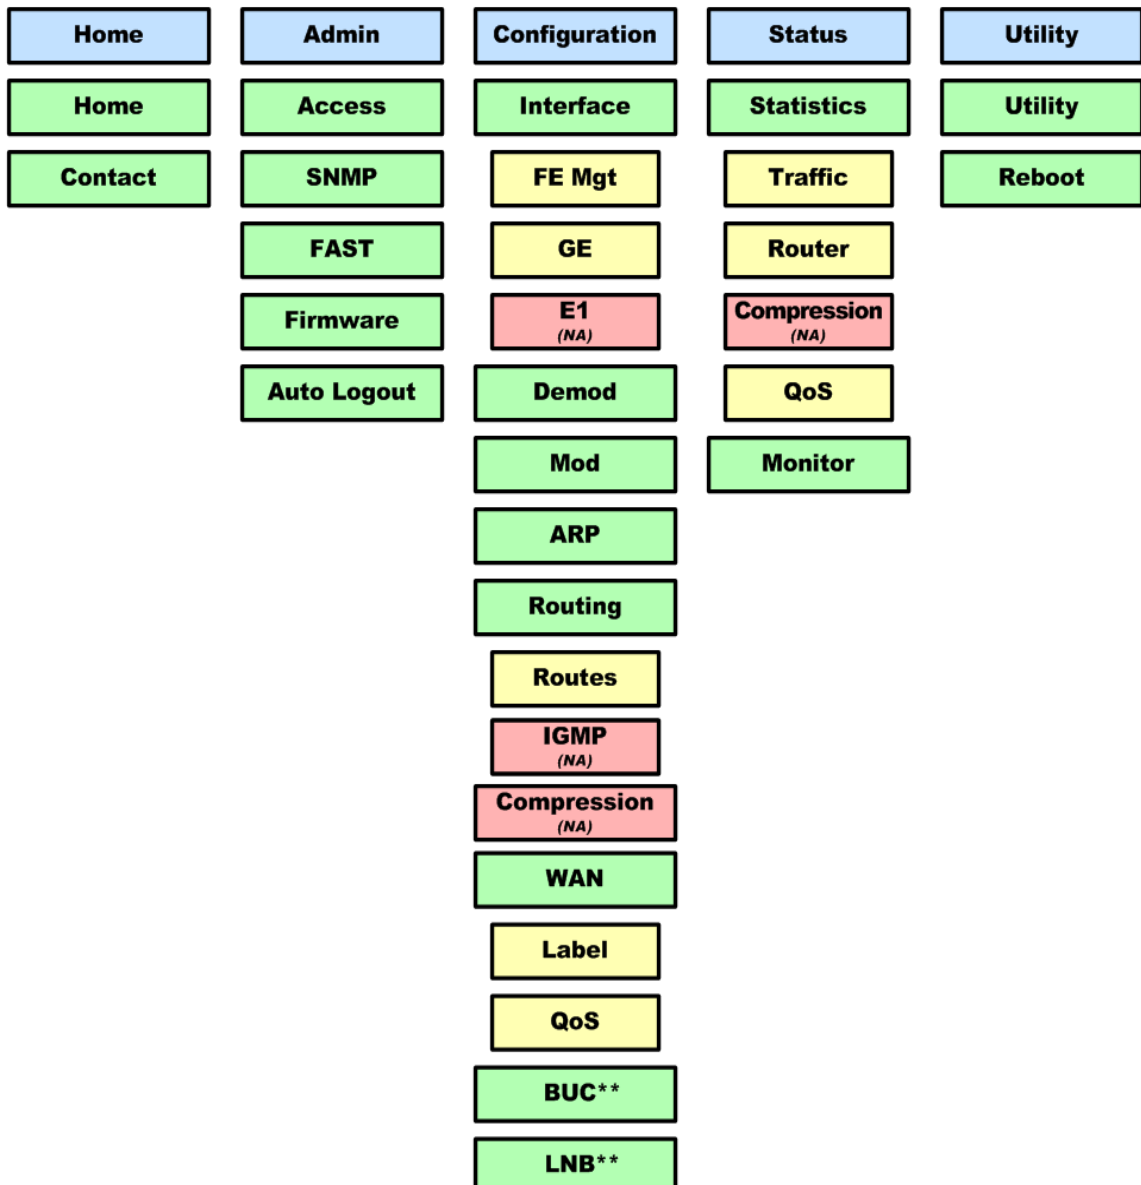 Home
Admin
Configuration
Status
Utility
Home
Access
Interface
Statistics
Utility
Contact
SNMP
FE Mgt
Traffic
Reboot
FAST
GE
Router
Firmware
E1
(NA)
Compression
(NA)
Auto Logout
Demod
QoS
Mod
Monitor
ARP
Routing
Routes
IGMP
(NA)
Compression
(NA)
WAN
Label
QoS
BUC**
LNB**